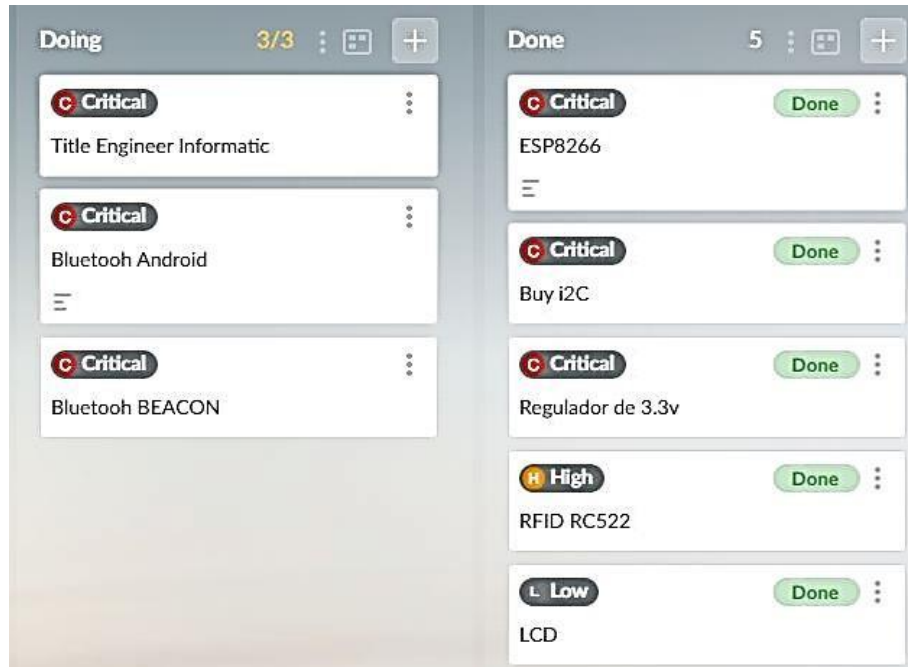 Doing 3/3
C Critical
Title Engineer Informatic
C Critical
Bluetooh Android
C Critical
Bluetooh BEACON
Done 5
C Critical Done
ESP8266
C Critical Done
Buy i2C
C Critical Done
Regulador de 3.3v
H High Done
RFID RC522
L Low Done
LCD